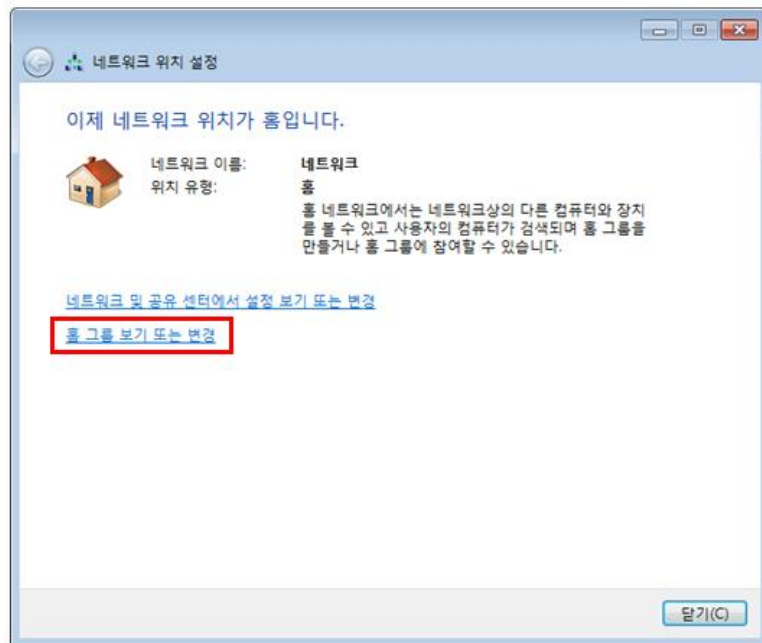 네트워크 위치 설정
이제 네트워크 위치가 홈입니다.
네트워크 이름: 네트워크
위치 유형: 홈
홈 네트워크에서는 네트워크상의 다른 컴퓨터와 장치
를 볼 수 있고 사용자의 컴퓨터가 검색되며 홈 그룹을
만들거나 홈 그룹에 참여할 수 있습니다.
네트워크 및 공유 센터에서 설정 보기 또는 변경
홈 그룹 보기 또는 변경
닫기(C)